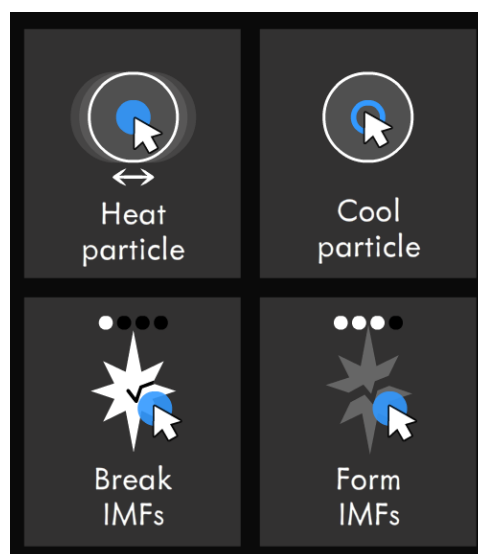 Heat
particle
Cool
particle
Break
IMFs
Form
IMFs